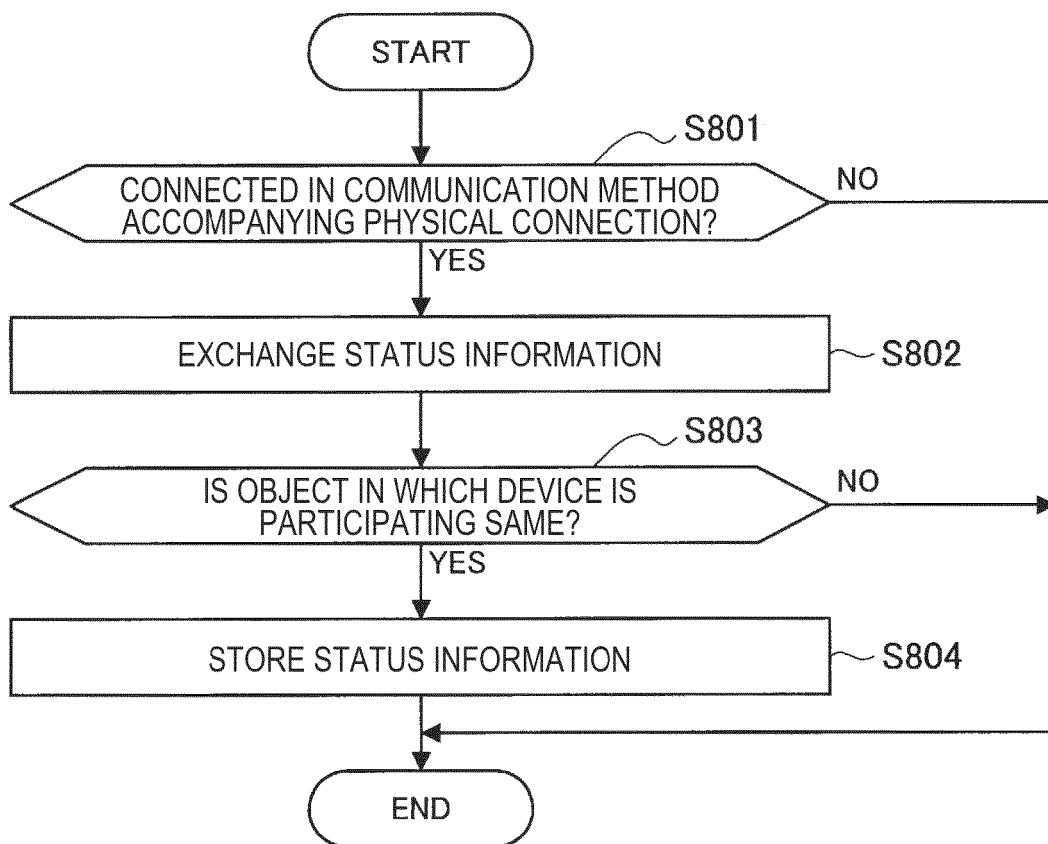 START
S801
CONNECTED IN COMMUNICATION METHOD
ACCOMPANYING PHYSICAL CONNECTION?
NO
YES
EXCHANGE STATUS INFORMATION
S802
S803
IS OBJECT IN WHICH DEVICE IS
PARTICIPATING SAME?
NO
YES
STORE STATUS INFORMATION
S804
END